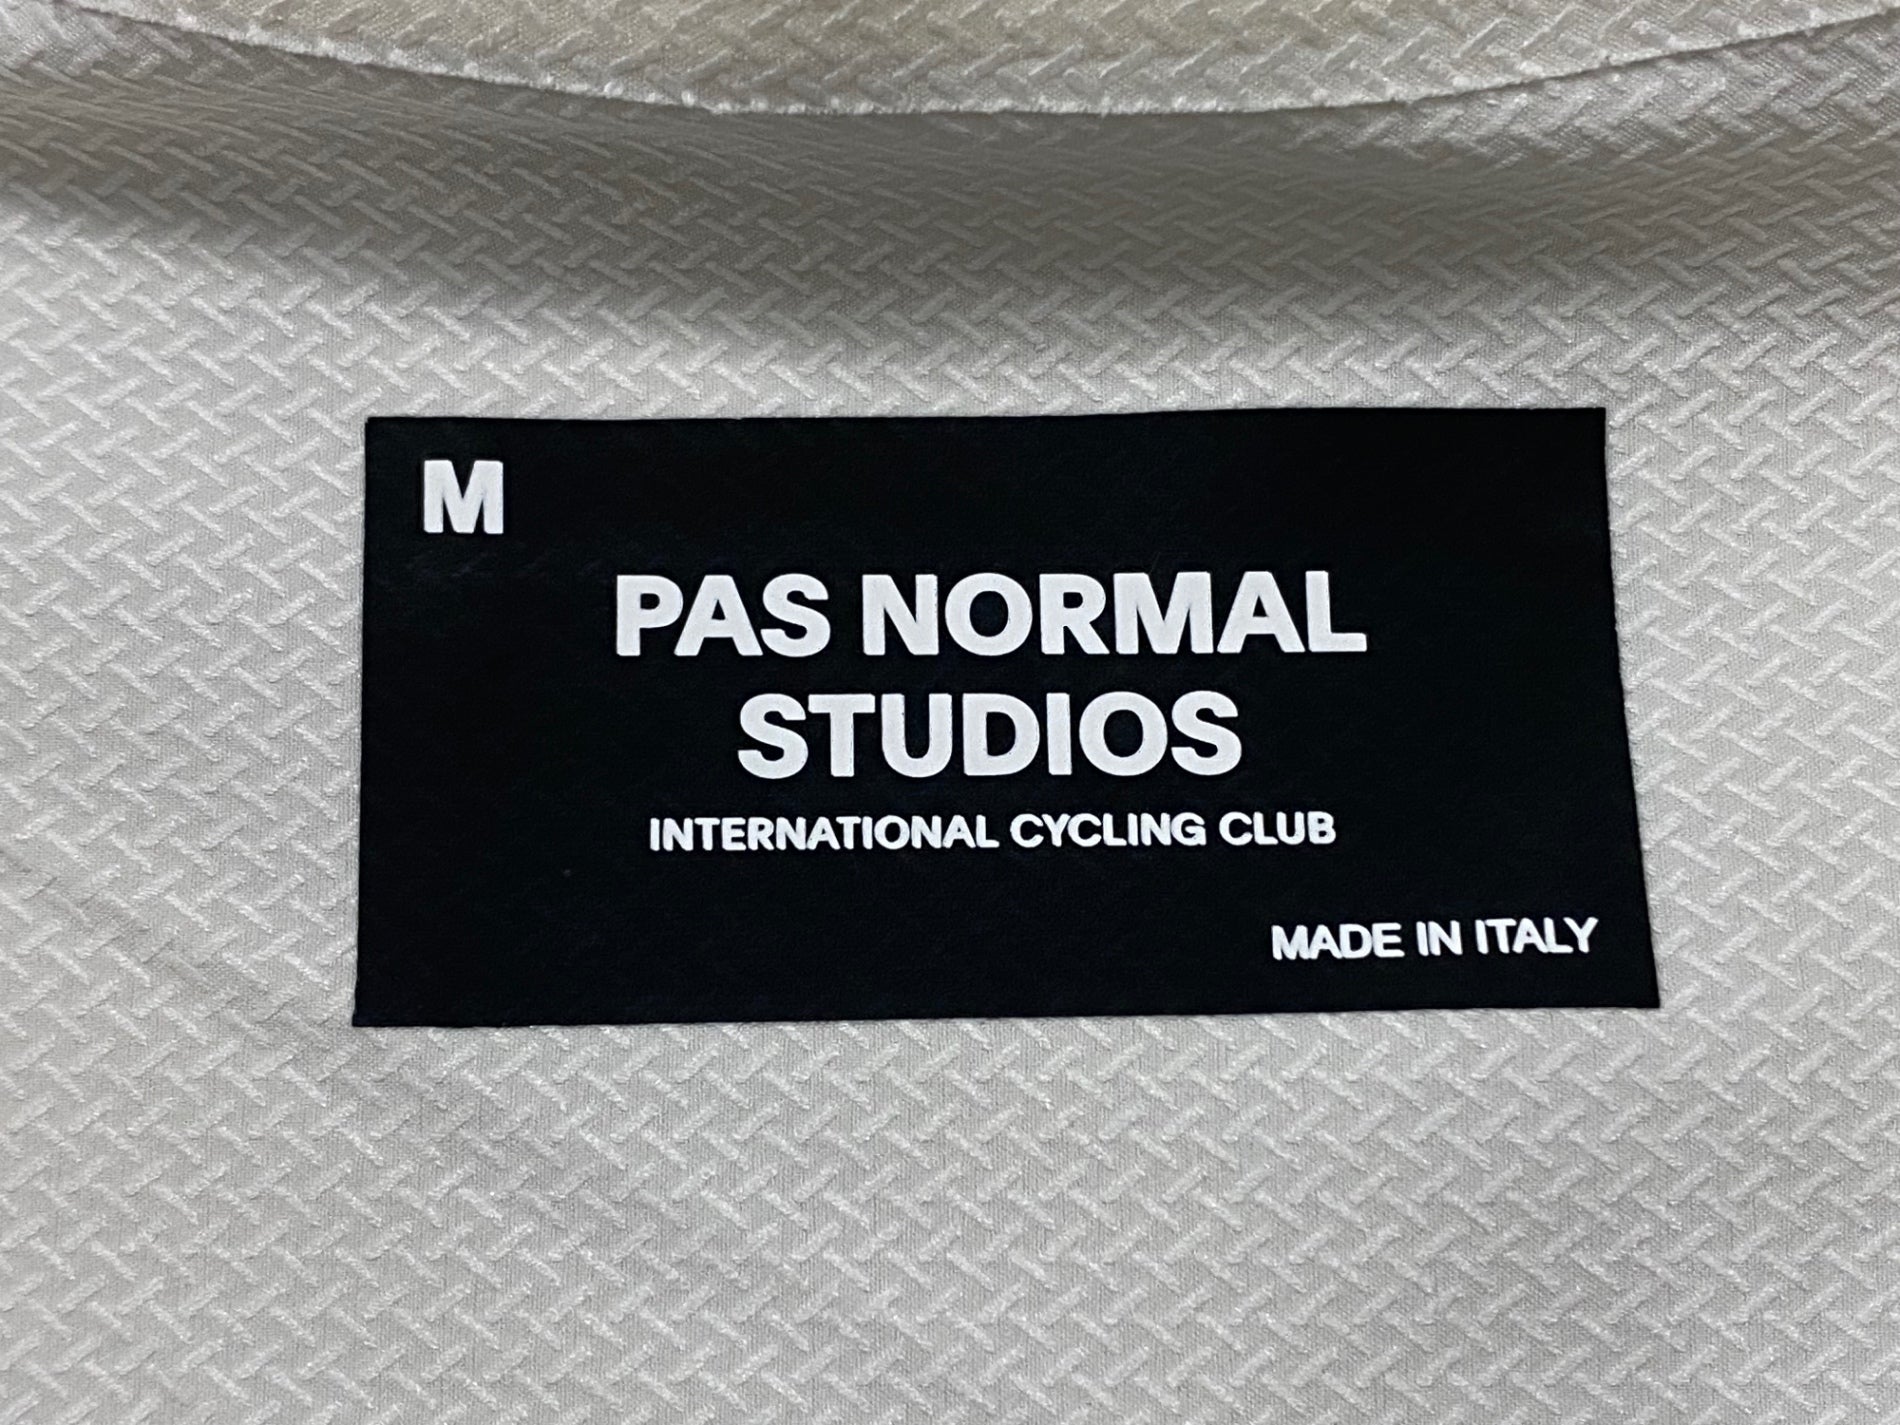 M
PAS NORMAL
STUDIOS
INTERNATIONAL CYCLING CLUB
MADE IN ITALY